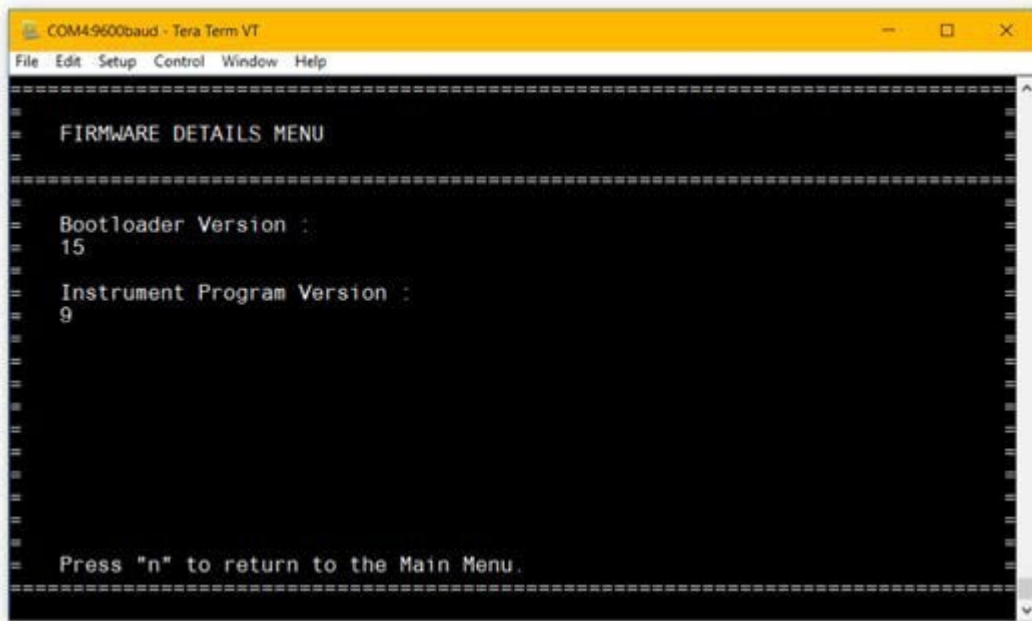 COM4:9600baud - Tera Term VT
File Edit Setup Control Window Help
================================================================================
FIRMWARE DETAILS MENU
================================================================================
Bootloader Version :
15
Instrument Program Version :
9
Press "n" to return to the Main Menu.
================================================================================